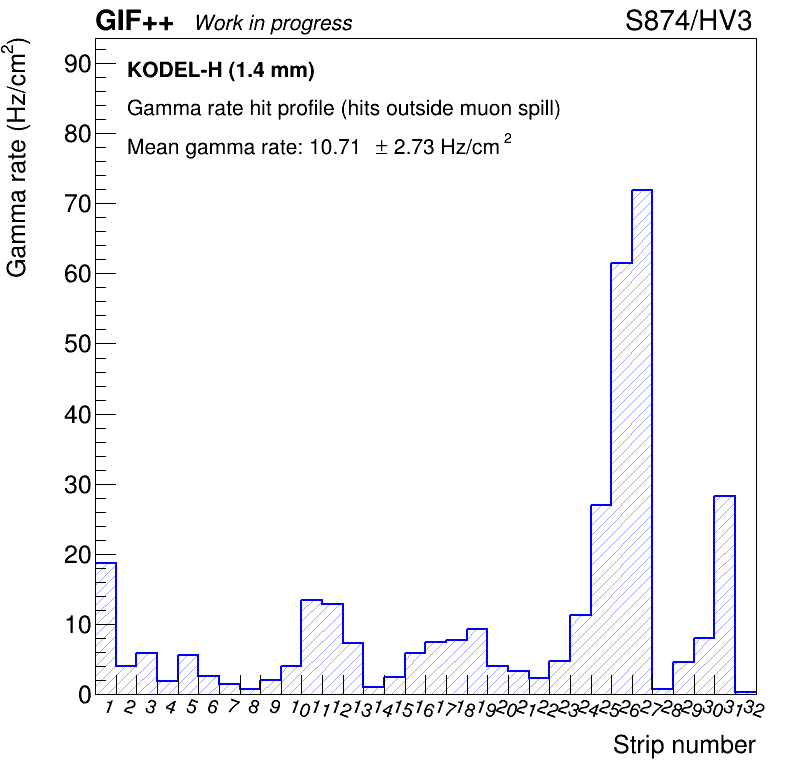 GIF++ Work in progress S874/HV3
Gamma rate (Hz/cm²)
KODEL-H (1.4 mm)
Gamma rate hit profile (hits outside muon spill)
Mean gamma rate: 10.71 ± 2.73 Hz/cm²
90
80
70
60
50
40
30
20
10
0
1 2 3 4 5 6 7 8 9 10 11 12 13 14 15 16 17 18 19 20 21 22 23 24 25 26 27 28 29 30 31 32
Strip number